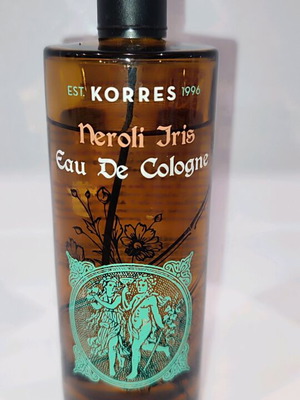 EST. KORRES 1996
Neroli Iris
Eau De Cologne